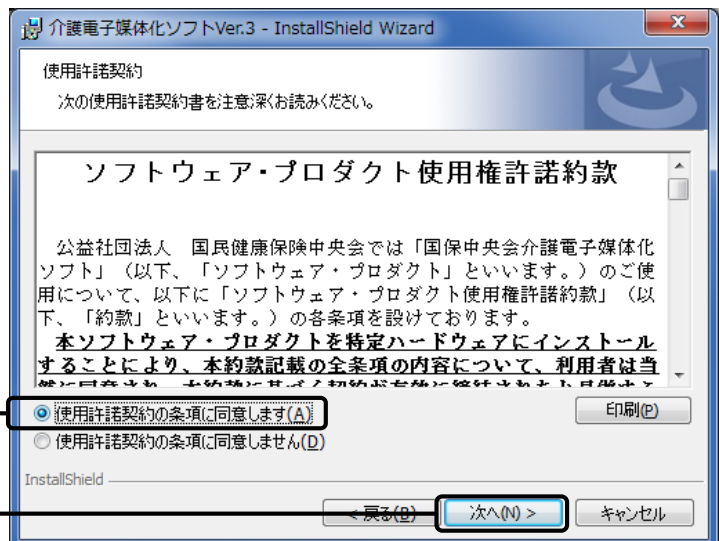 介護電子媒体化ソフトVer.3 - InstallShield Wizard
使用許諾契約
次の使用許諾契約書を注意深くお読みください。
ソフトウェア・プロダクト使用権許諾約款
公益社団法人 国民健康保険中央会では「国保中央会介護電子媒体化
ソフト」（以下、「ソフトウェア・プロダクト」といいます。）のご使
用について、以下に「ソフトウェア・プロダクト使用権許諾約款」（以
下、「約款」といいます。）の各条項を設けております。
本ソフトウェア・プロダクトを特定ハードウェアにインストール
することにより、本約款記載の全条項の内容について、利用者は当
使用許諾契約の条項に同意します(A)
印刷(P)
使用許諾契約の条項に同意しません(D)
InstallShield
< 戻る(B)
次へ(N) >
キャンセル